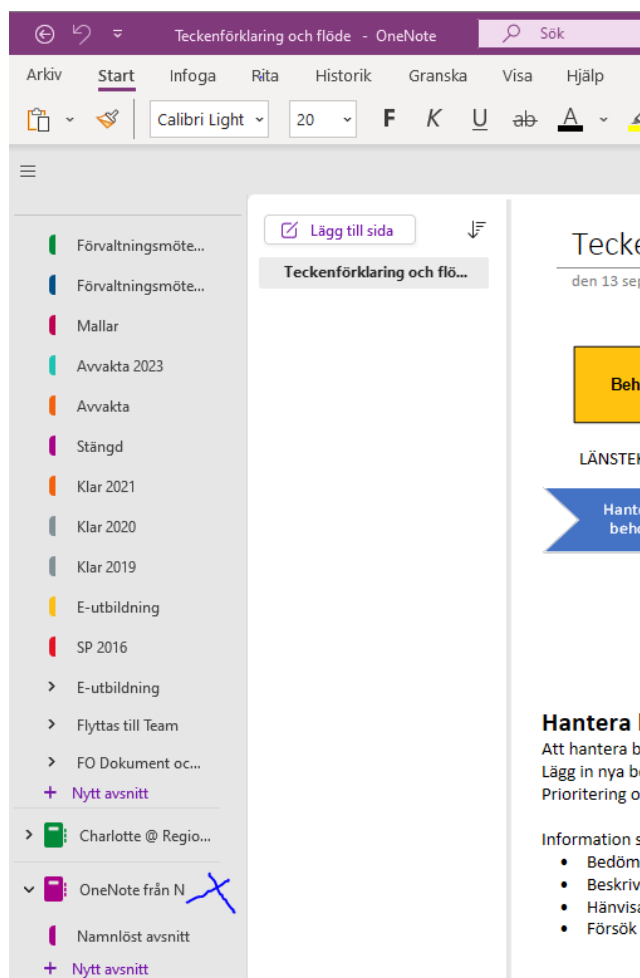 Teckenförklaring och flöde - OneNote
Sök
Arkiv Start Infoga Rita Historik Granska Visa Hjälp
Calibri Light 20 F K U ab A
Förvaltningsmöte...
Förvaltningsmöte...
Mallar
Avvakta 2023
Avvakta
Stängd
Klar 2021
Klar 2020
Klar 2019
E-utbildning
SP 2016
E-utbildning
Flyttas till Team
FO Dokument oc...
Nytt avsnitt
Charlotte @ Regio...
OneNote från N
Namnlöst avsnitt
Nytt avsnitt
Lägg till sida
Teckenförklaring och flö...
Tecke
den 13 sep
Beh
LÄNSTEK
Hante
beho
Hantera
Att hantera b
Lägg in nya be
Prioritering o
Information s
• Bedöm
• Beskriv
• Hänvisa
• Försök